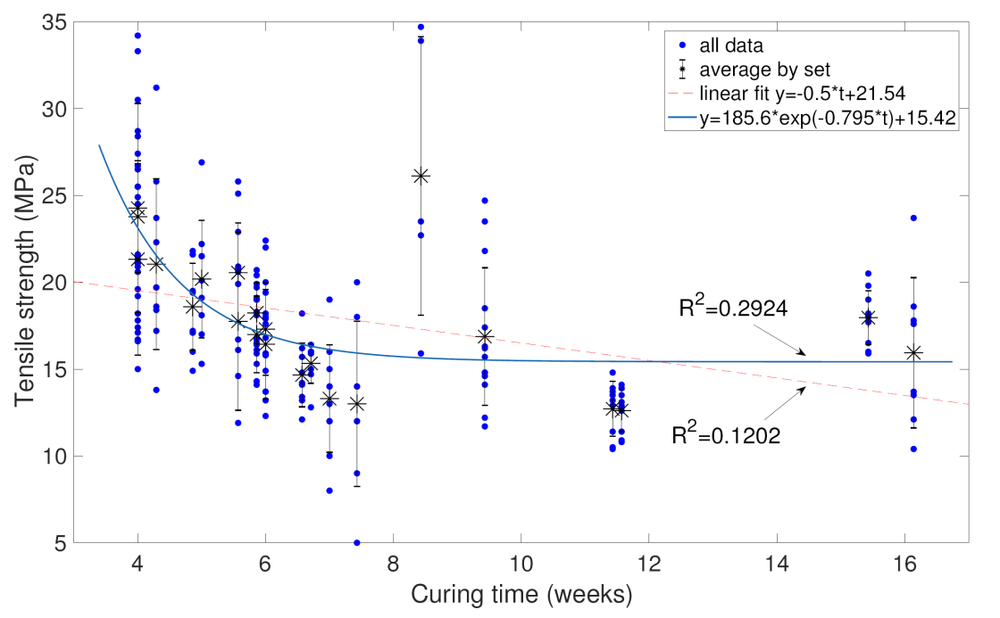 35
30
25
20
15
10
5
Tensile strength (MPa)
all data
average by set
linear fit y=-0.5*t+21.54
y=185.6*exp(-0.795*t)+15.42
R²=0.2924
R²=0.1202
4 6 8 10 12 14 16
Curing time (weeks)